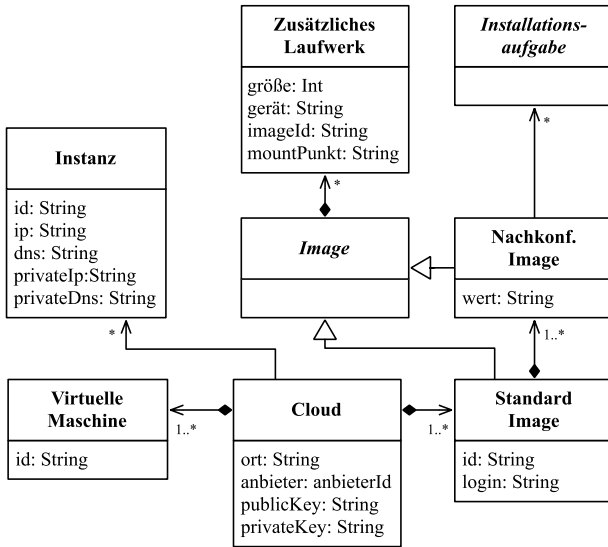 Zusätzliches
Laufwerk
größe: Int
gerät: String
imageId: String
mountPunkt: String
Installations-
aufgabe
*
*
Instanz
id: String
ip: String
dns: String
privateIp:String
privateDns: String
Image
Nachkonf.
Image
wert: String
*
1..*
Virtuelle
Maschine
id: String
1..*
Cloud
ort: String
anbieter: anbieterId
publicKey: String
privateKey: String
1..*
Standard
Image
id: String
login: String